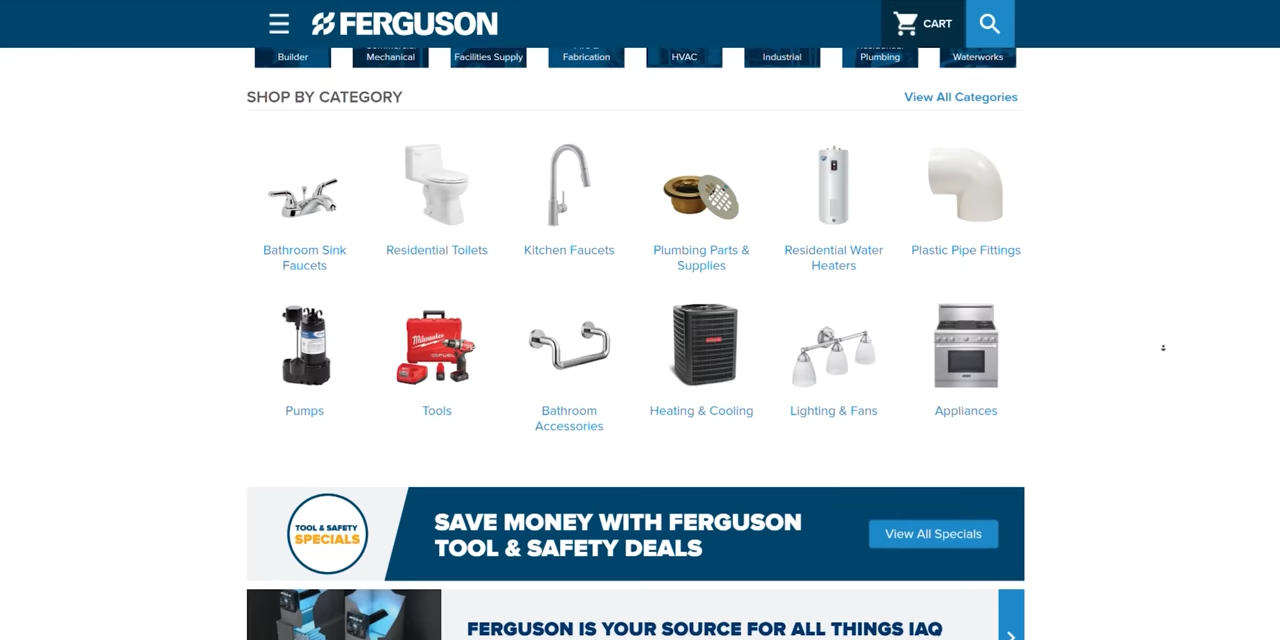 FERGUSON
CART
Builder
Mechanical
Facilities Supply
Fabrication
HVAC
Industrial
Plumbing
Waterworks
SHOP BY CATEGORY
View All Categories
Bathroom Sink
Faucets
Residential Toilets
Kitchen Faucets
Plumbing Parts &
Supplies
Residential Water
Heaters
Plastic Pipe Fittings
Milwaukee
FUEL
Pumps
Tools
Bathroom
Accessories
Heating & Cooling
Lighting & Fans
Appliances
TOOL & SAFETY
SPECIALS
SAVE MONEY WITH FERGUSON
TOOL & SAFETY DEALS
View All Specials
FERGUSON IS YOUR SOURCE FOR ALL THINGS IAQ